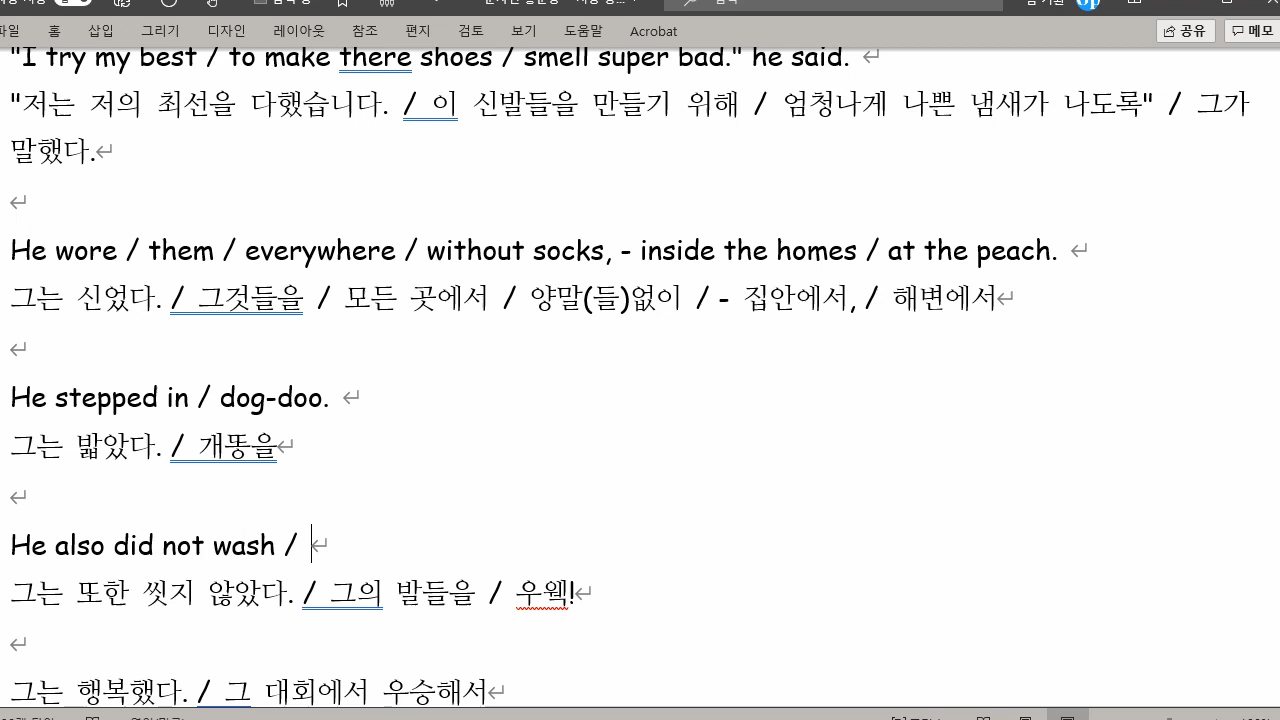 파일 홈 삽입 그리기 디자인 레이아웃 참조 편지 검토 보기 도움말 Acrobat 공유 메모
"I try my best / to make there shoes / smell super bad." he said. ↵
"저는 저의 최선을 다했습니다. / 이 신발들을 만들기 위해 / 엄청나게 나쁜 냄새가 나도록" / 그가
말했다.↵
↵
He wore / them / everywhere / without socks, - inside the homes / at the peach. ↵
그는 신었다. / 그것들을 / 모든 곳에서 / 양말(들)없이 / - 집안에서, / 해변에서↵
↵
He stepped in / dog-doo. ↵
그는 밟았다. / 개똥을↵
↵
He also did not wash / ↵
그는 또한 씻지 않았다. / 그의 발들을 / 우웩!↵
↵
그는 행복했다. / 그 대회에서 우승해서↵